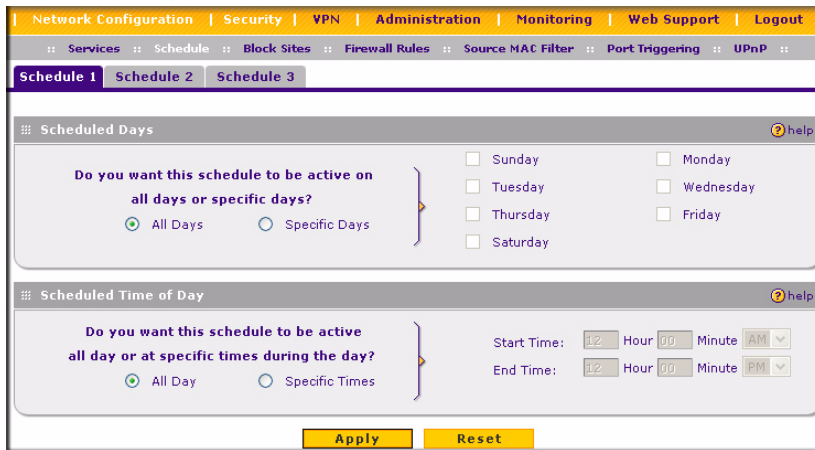 Network Configuration | Security | VPN | Administration | Monitoring | Web Support | Logout
:: Services :: Schedule :: Block Sites :: Firewall Rules :: Source MAC Filter :: Port Triggering :: UPnP ::
Schedule 1 Schedule 2 Schedule 3
Scheduled Days ? help
Do you want this schedule to be active on
all days or specific days?
All Days Specific Days
Sunday Monday
Tuesday Wednesday
Thursday Friday
Saturday
Scheduled Time of Day ? help
Do you want this schedule to be active
all day or at specific times during the day?
All Day Specific Times
Start Time: 12 Hour 00 Minute AM
End Time: 12 Hour 00 Minute PM
Apply Reset